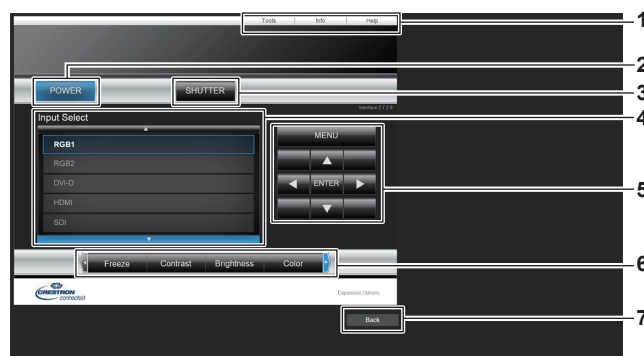 Tools Info Help 1
2
POWER SHUTTER 3
Interface 2.7.2.9
4
Input Select
MENU
RGB1
RGB2
DVI-D
ENTER 5
HDMI
SDI
Freeze Contrast Brightness Color 6
CRESTRON
connected
Expansion Options
Back 7